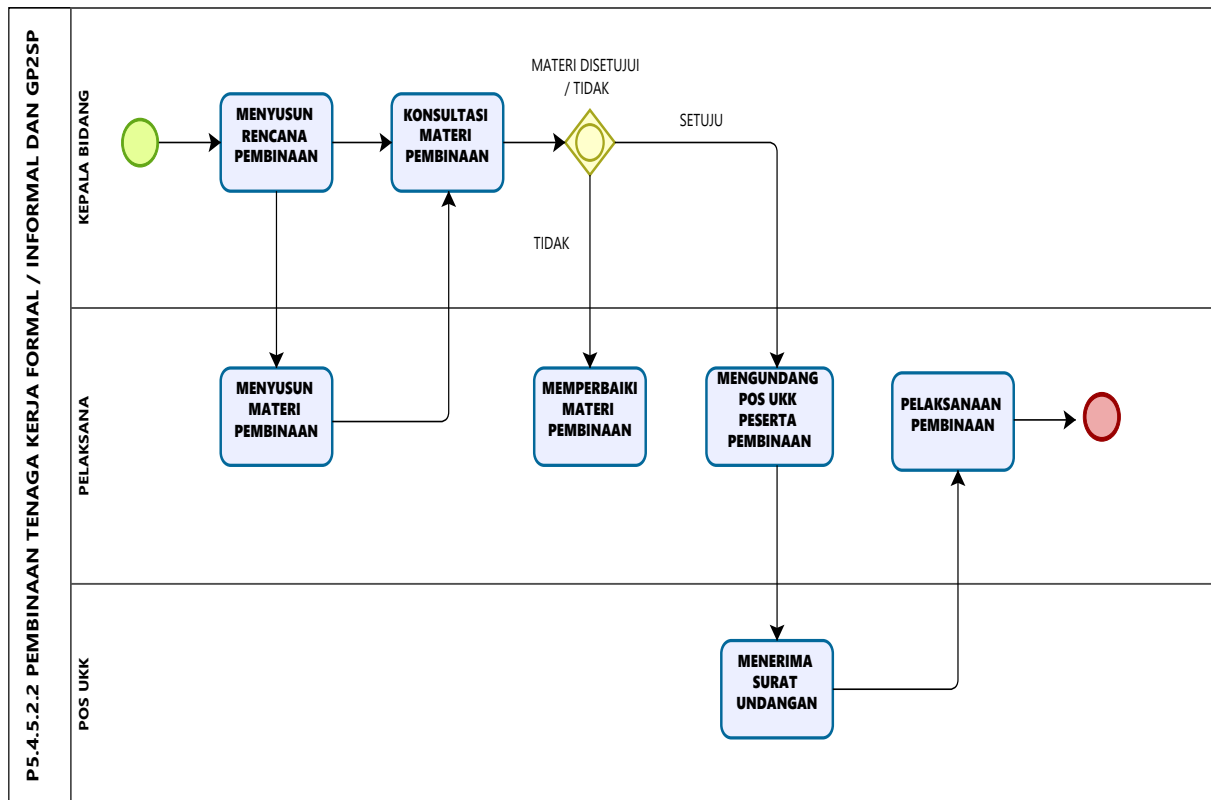 P5.4.5.2.2 PEMBINAAN TENAGA KERJA FORMAL / INFORMAL DAN GP2SP
KEPALA BIDANG
MENYUSUN
RENCANA
PEMBINAAN
KONSULTASI
MATERI
PEMBINAAN
MATERI DISETUJUI
/ TIDAK
SETUJU
TIDAK
PELAKSANA
MENYUSUN
MATERI
PEMBINAAN
MEMPERBAIKI
MATERI
PEMBINAAN
MENGUNDANG
POS UKK
PESERTA
PEMBINAAN
PELAKSANAAN
PEMBINAAN
POS UKK
MENERIMA
SURAT
UNDANGAN